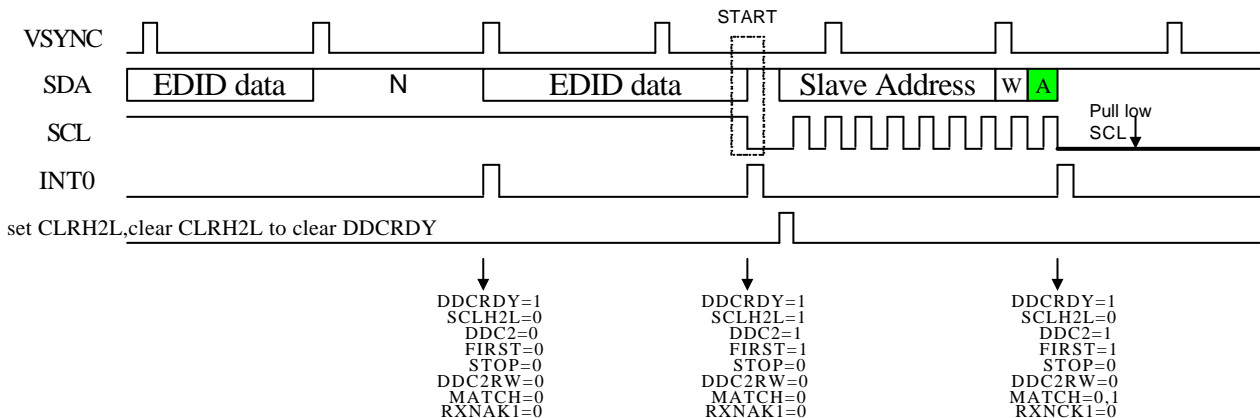 START
VSYNC
SDA EDID data N EDID data Slave Address W A
SCL Pull low
SCL
INT0
set CLRH2L,clear CLRH2L to clear DDCRDY
DDCRDY=1 DDCRDY=1 DDCRDY=1
SCLH2L=0 SCLH2L=1 SCLH2L=0
DDC2=0 DDC2=1 DDC2=1
FIRST=0 FIRST=1 FIRST=1
STOP=0 STOP=0 STOP=0
DDC2RW=0 DDC2RW=0 DDC2RW=0
MATCH=0 MATCH=0 MATCH=0,1
RXNAK1=0 RXNAK1=0 RXNCK1=0